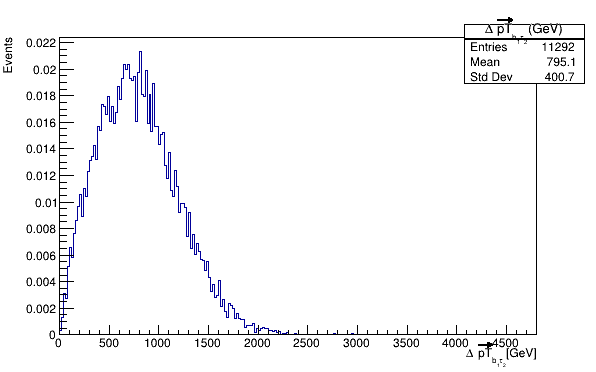 Δ pT b₁τ₂ (GeV)
Entries 11292
Mean 795.1
Std Dev 400.7
Events
0.022
0.02
0.018
0.016
0.014
0.012
0.01
0.008
0.006
0.004
0.002
0
0 500 1000 1500 2000 2500 3000 3500 4000 4500
Δ pT b₁τ₂ [GeV]